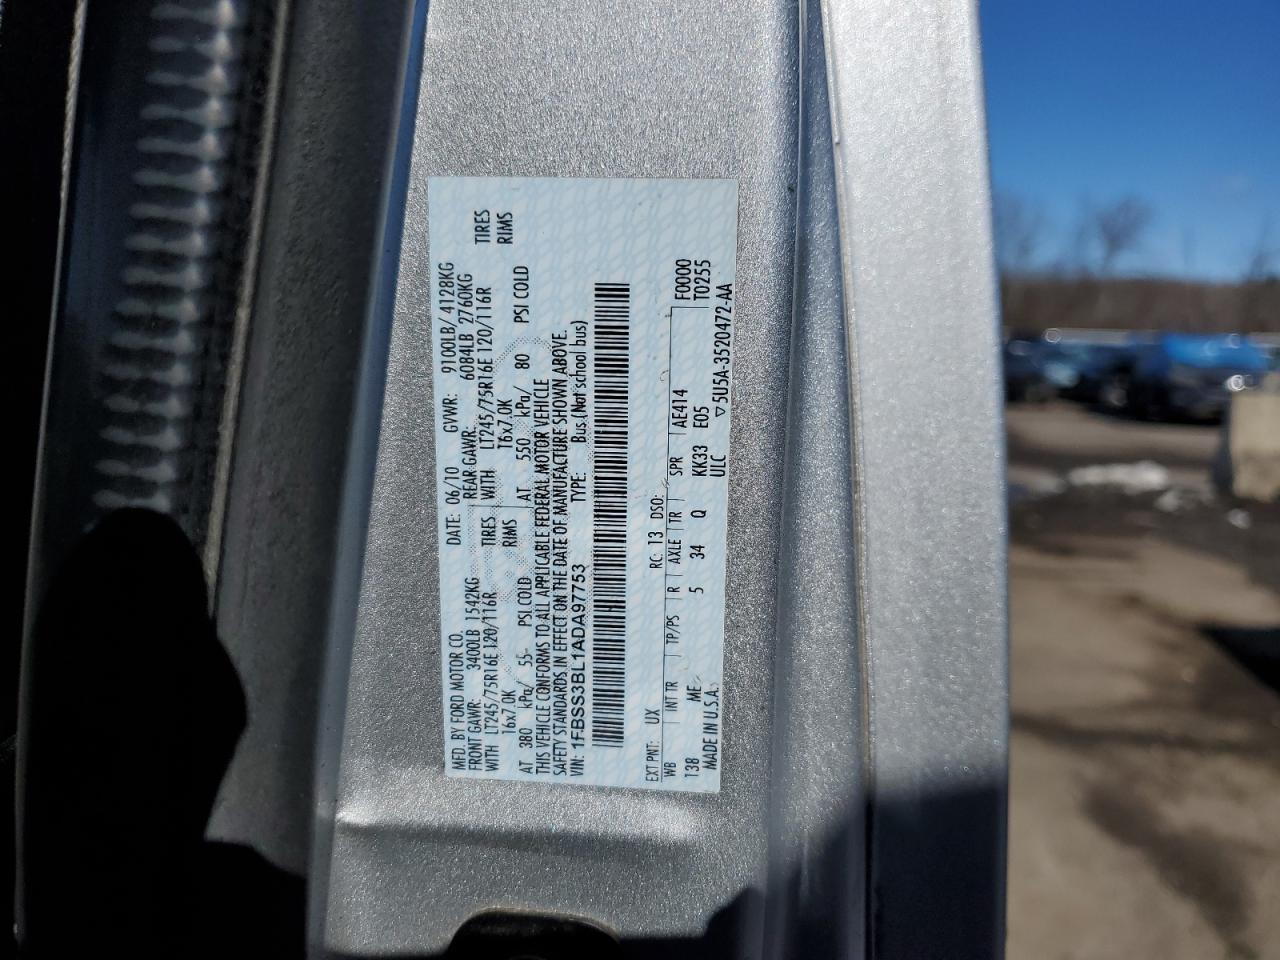 MFD. BY FORD MOTOR CO.
DATE: 06/10 GVWR: 9100LB/ 4128KG
FRONT GAWR: 3400LB 1542KG REAR GAWR: 6084LB 2760KG
WITH LT245/75R16E 120/116R TIRES WITH LT245/75R16E 120/116R TIRES
16x7.0K RIMS 16x7.0K RIMS
AT 380 kPa/ 55 PSI COLD AT 550 kPa/ 80 PSI COLD
THIS VEHICLE CONFORMS TO ALL APPLICABLE FEDERAL MOTOR VEHICLE
SAFETY STANDARDS IN EFFECT ON THE DATE OF MANUFACTURE SHOWN ABOVE.
VIN: 1FBSS3BL1ADA97753 TYPE: Bus (Not school bus)
EXT PNT: UX RC: 13 DSO:
WB INT TR TP/PS R AXLE TR SPR AE414 F0000
138 ME 5 34 Q KK33 E05 T0255
MADE IN U.S.A. ULC ▽5U5A-3520472-AA